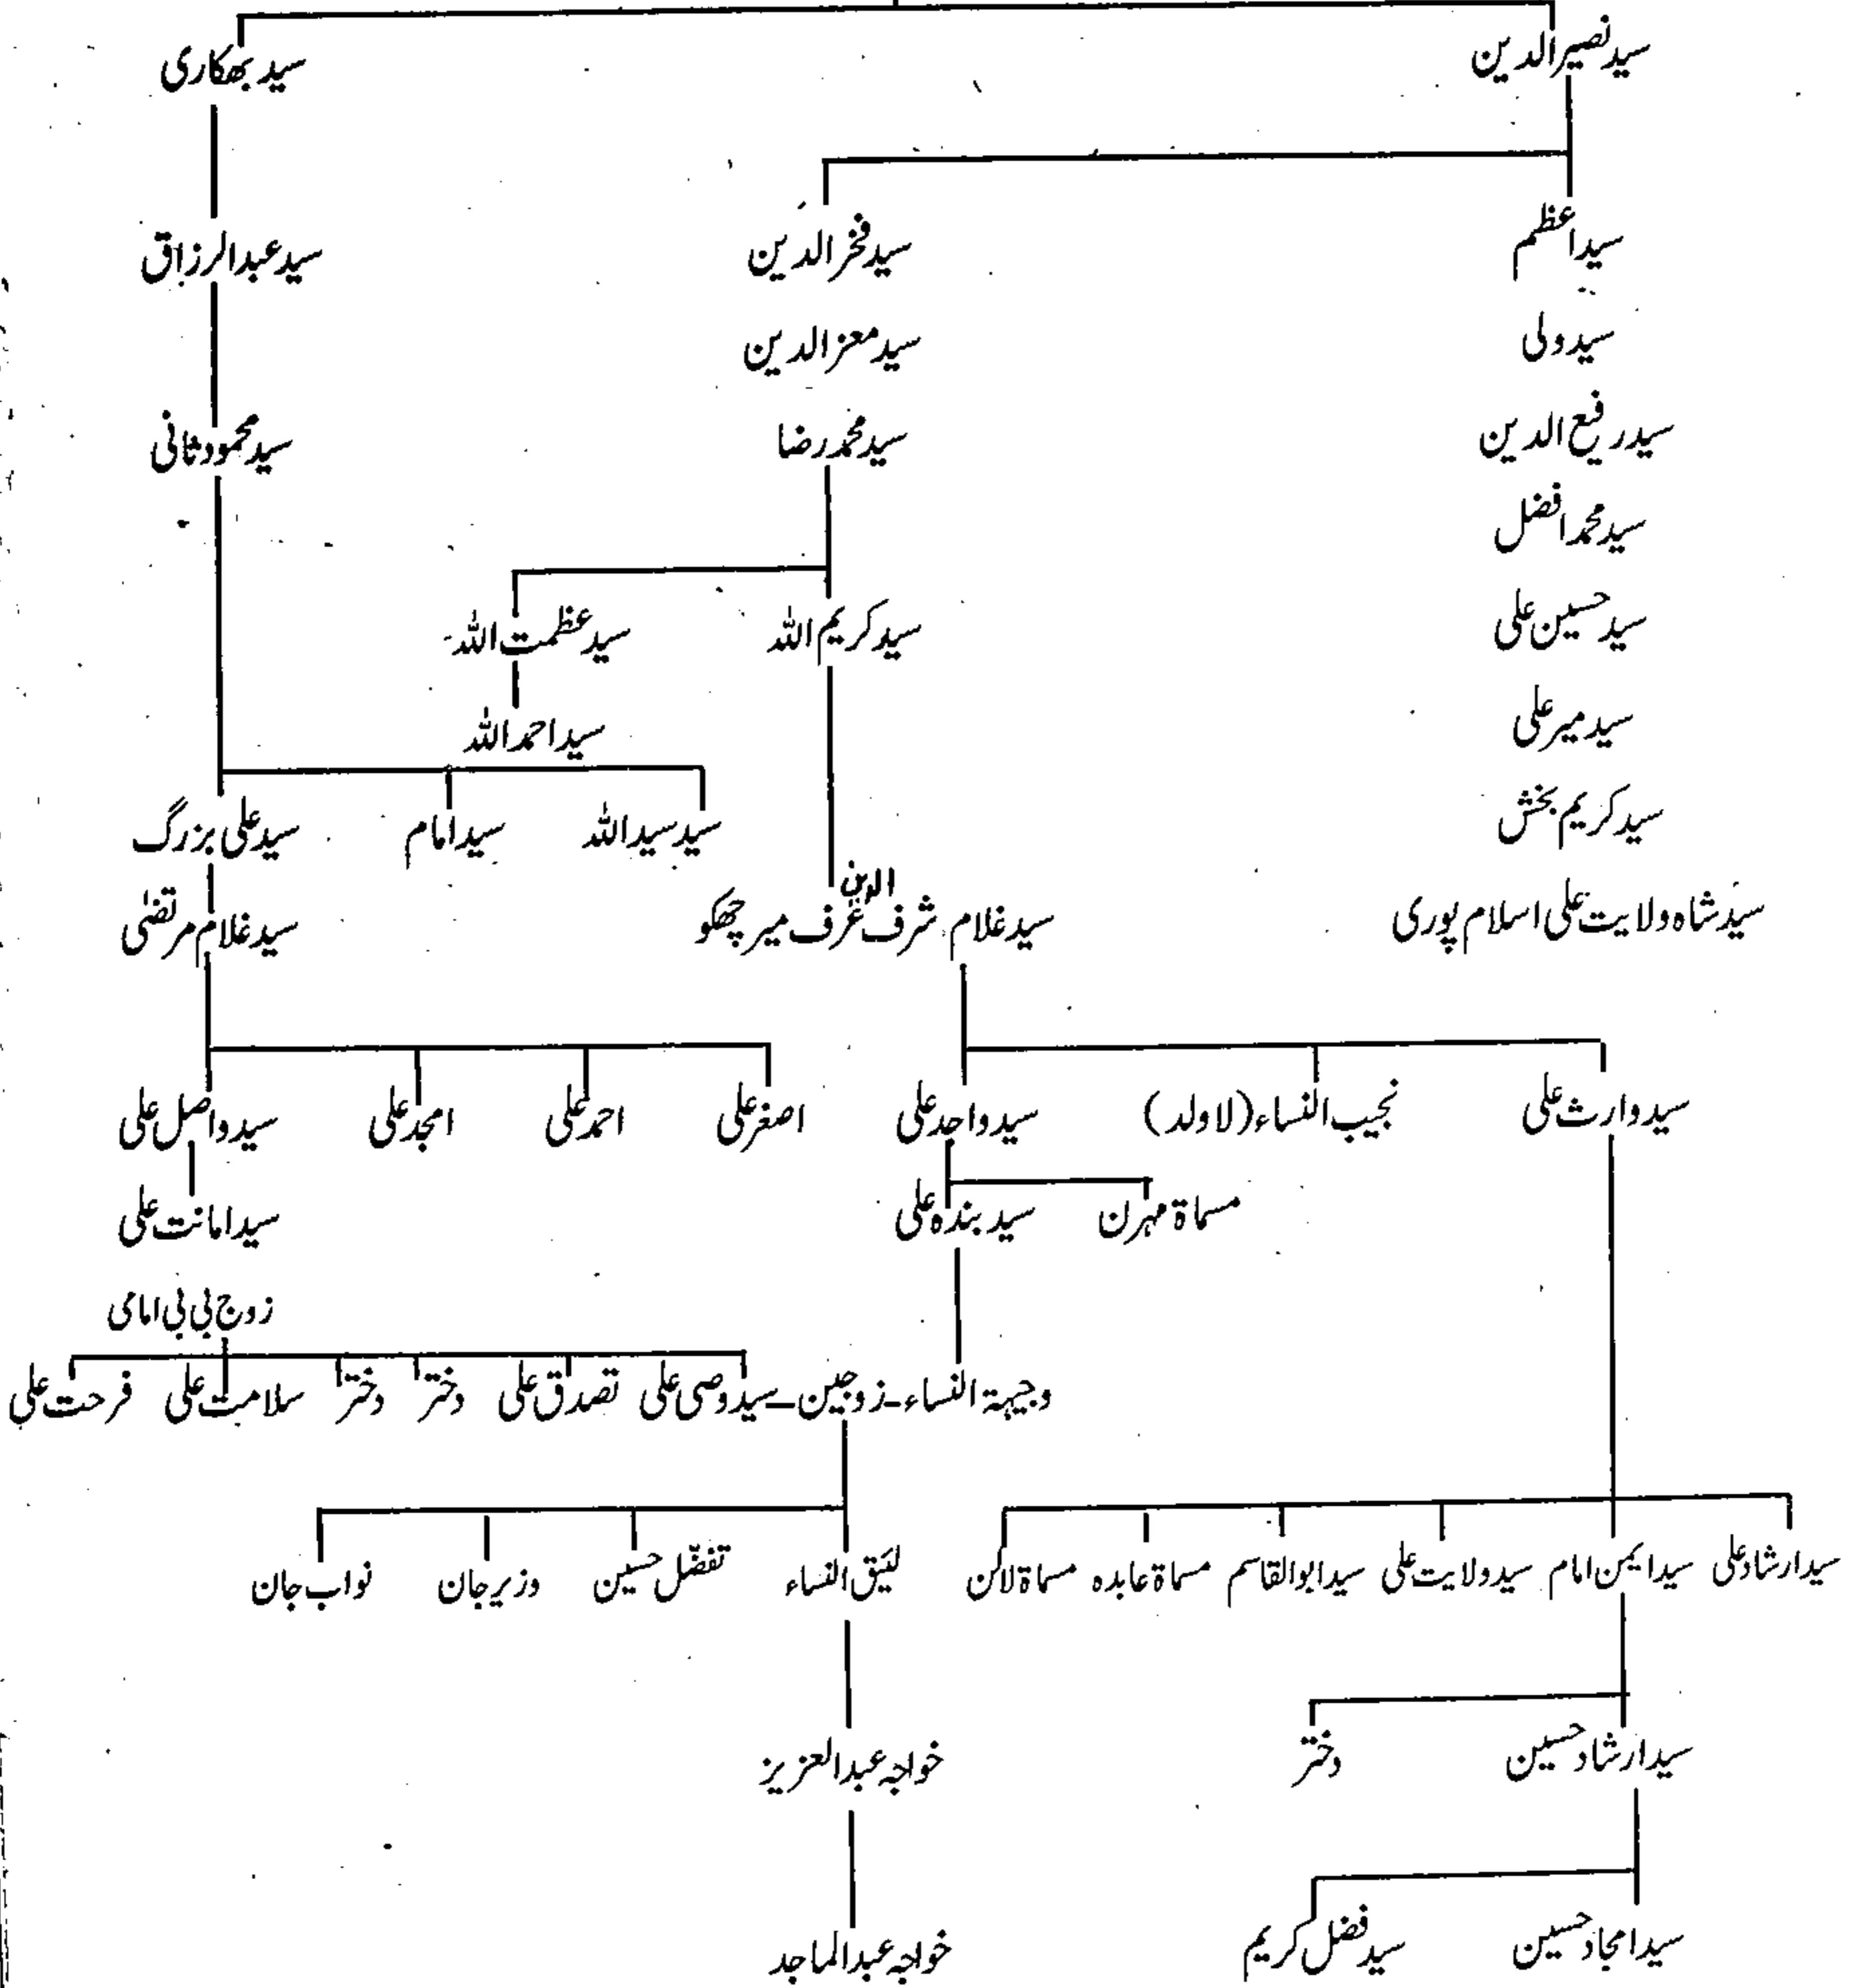 سید نصیر الدین سید بھکاری
سید اعظم سید فخر الدین سید عبد الرزاق
سید ولی سید معز الدین
سید رفیع الدین سید محمد رضا سید محمود ثانی
سید محمد افضل
سید حسین علی سید کریم اللہ سید عظمت اللہ
سید میر علی سید احمد اللہ
سید کریم بخش سید سید اللہ سید امام سید علی بزرگ
سید شاہ ولایت علی اسلام پوری سید غلام شرف الدین عرف میر چھکو سید غلام مرتضیٰ
سید وارث علی نجیب النساء (لاولد) سید واجد علی اصغر علی احمد علی امجد علی سید واصل علی
مسماۃ مہرن سید بندہ علی سید امانت علی
زوج بی بی امامی
وجیہۃ النساء - زوجین - سید وصی علی تصدق علی دختر دختر سلامت علی فرحت علی
سید ارشاد علی سید ایمن امام سید ولایت علی سید ابوالقاسم مسماۃ عابدہ مسماۃ لاکن لئیق النساء تفضّل حسین وزیر جان نواب جان
سید ارشاد حسین دختر خواجہ عبد العزیز
سید امجاد حسین سید فضل کریم خواجہ عبد الماجد